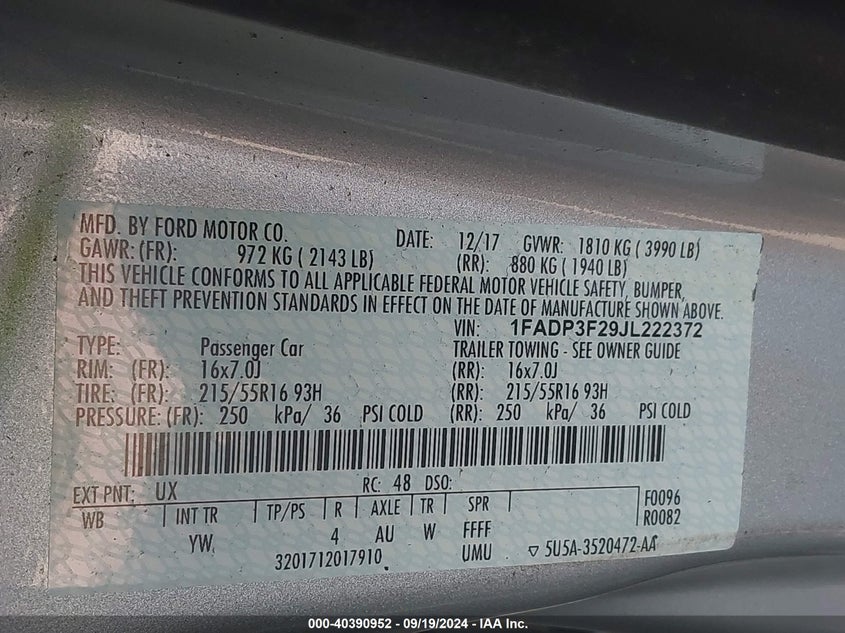 MFD. BY FORD MOTOR CO. DATE: 12/17 GVWR: 1810 KG ( 3990 LB)
GAWR: (FR): 972 KG ( 2143 LB) (RR): 880 KG ( 1940 LB)
THIS VEHICLE CONFORMS TO ALL APPLICABLE FEDERAL MOTOR VEHICLE SAFETY, BUMPER,
AND THEFT PREVENTION STANDARDS IN EFFECT ON THE DATE OF MANUFACTURE SHOWN ABOVE.
VIN: 1FADP3F29JL222372
TYPE: Passenger Car TRAILER TOWING - SEE OWNER GUIDE
RIM: (FR): 16x7.0J (RR): 16x7.0J
TIRE: (FR): 215/55R16 93H (RR): 215/55R16 93H
PRESSURE: (FR): 250 kPa/ 36 PSI COLD (RR): 250 kPa/ 36 PSI COLD
EXT PNT: UX RC: 48 DSO:
WB INT TR TP/PS R AXLE TR SPR F0096
YW 4 AU W FFFF R0082
3201712017910 UMU ▽ 5U5A-3520472-AA
000-40390952 - 09/19/2024 - IAA Inc.